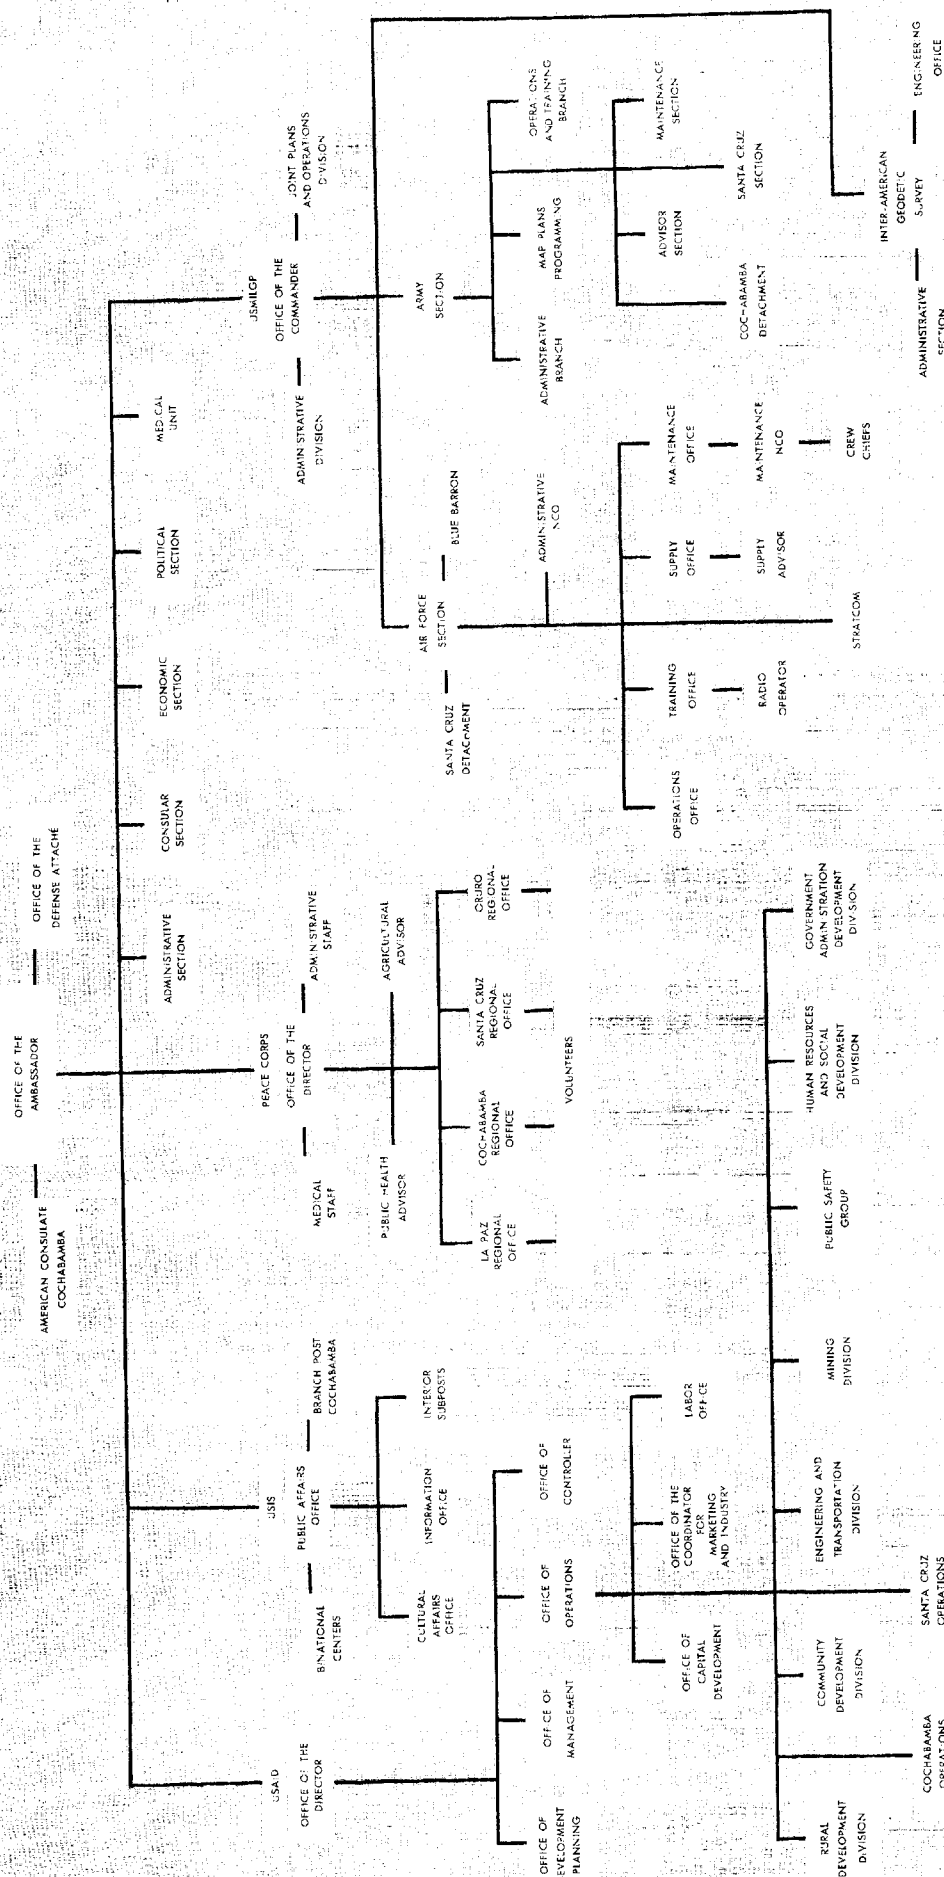 OFFICE OF THE
AMBASSADOR
AMERICAN CONSULATE
COCHABAMBA
OFFICE OF THE
DEFENSE ATTACHÉ
ADMINISTRATIVE
SECTION
CONSULAR
SECTION
ECONOMIC
SECTION
POLITICAL
SECTION
MEDICAL
UNIT
USAID
OFFICE OF THE
DIRECTOR
OFFICE OF
EVELOPMENT
PLANNING
OFFICE OF
MANAGEMENT
OFFICE OF
OPERATIONS
OFFICE OF
CONTROLLER
OFFICE OF
CAPITAL
DEVELOPMENT
OFFICE OF THE
COORDINATOR
FOR
MARKETING
AND INDUSTRY
LABOR
OFFICE
RURAL
DEVELOPMENT
DIVISION
COMMUNITY
DEVELOPMENT
DIVISION
ENGINEERING AND
TRANSPORTATION
DIVISION
MINING
DIVISION
PUBLIC SAFETY
GROUP
HUMAN RESOURCES
AND SOCIAL
DEVELOPMENT
DIVISION
GOVERNMENT
ADMINISTRATION
DEVELOPMENT
DIVISION
COCHABAMBA
OPERATIONS
SANTA CRUZ
OPERATIONS
USIS
PUBLIC AFFAIRS
OFFICE
BINATIONAL
CENTERS
BRANCH POST
COCHABAMBA
CULTURAL
AFFAIRS
OFFICE
INFORMATION
OFFICE
INTERIOR
SUBPOSTS
PEACE CORPS
OFFICE OF THE
DIRECTOR
MEDICAL
STAFF
ADMINISTRATIVE
STAFF
PUBLIC HEALTH
ADVISOR
AGRICULTURAL
ADVISOR
LA PAZ
REGIONAL
OFFICE
COCHABAMBA
REGIONAL
OFFICE
SANTA CRUZ
REGIONAL
OFFICE
ORURO
REGIONAL
OFFICE
VOLUNTEERS
USMILGP
OFFICE OF THE
COMMANDER
ADMINISTRATIVE
DIVISION
JOINT PLANS
AND OPERATIONS
DIVISION
AIR FORCE
SECTION
SANTA CRUZ
DETACHMENT
BLUE BARRON
ADMINISTRATIVE
NCO
OPERATIONS
OFFICE
TRAINING
OFFICE
RADIO
OPERATOR
SUPPLY
OFFICE
SUPPLY
ADVISOR
MAINTENANCE
OFFICE
MAINTENANCE
NCO
CREW
CHIEFS
STRATCOM
ARMY
SECTION
ADMINISTRATIVE
BRANCH
MAP PLANS
PROGRAMMING
OPERATIONS
AND TRAINING
BRANCH
COCHABAMBA
DETACHMENT
ADVISOR
SECTION
SANTA CRUZ
SECTION
MAINTENANCE
SECTION
INTER-AMERICAN
GEODETIC
SURVEY
ADMINISTRATIVE
SECTION
ENGINEERING
OFFICE